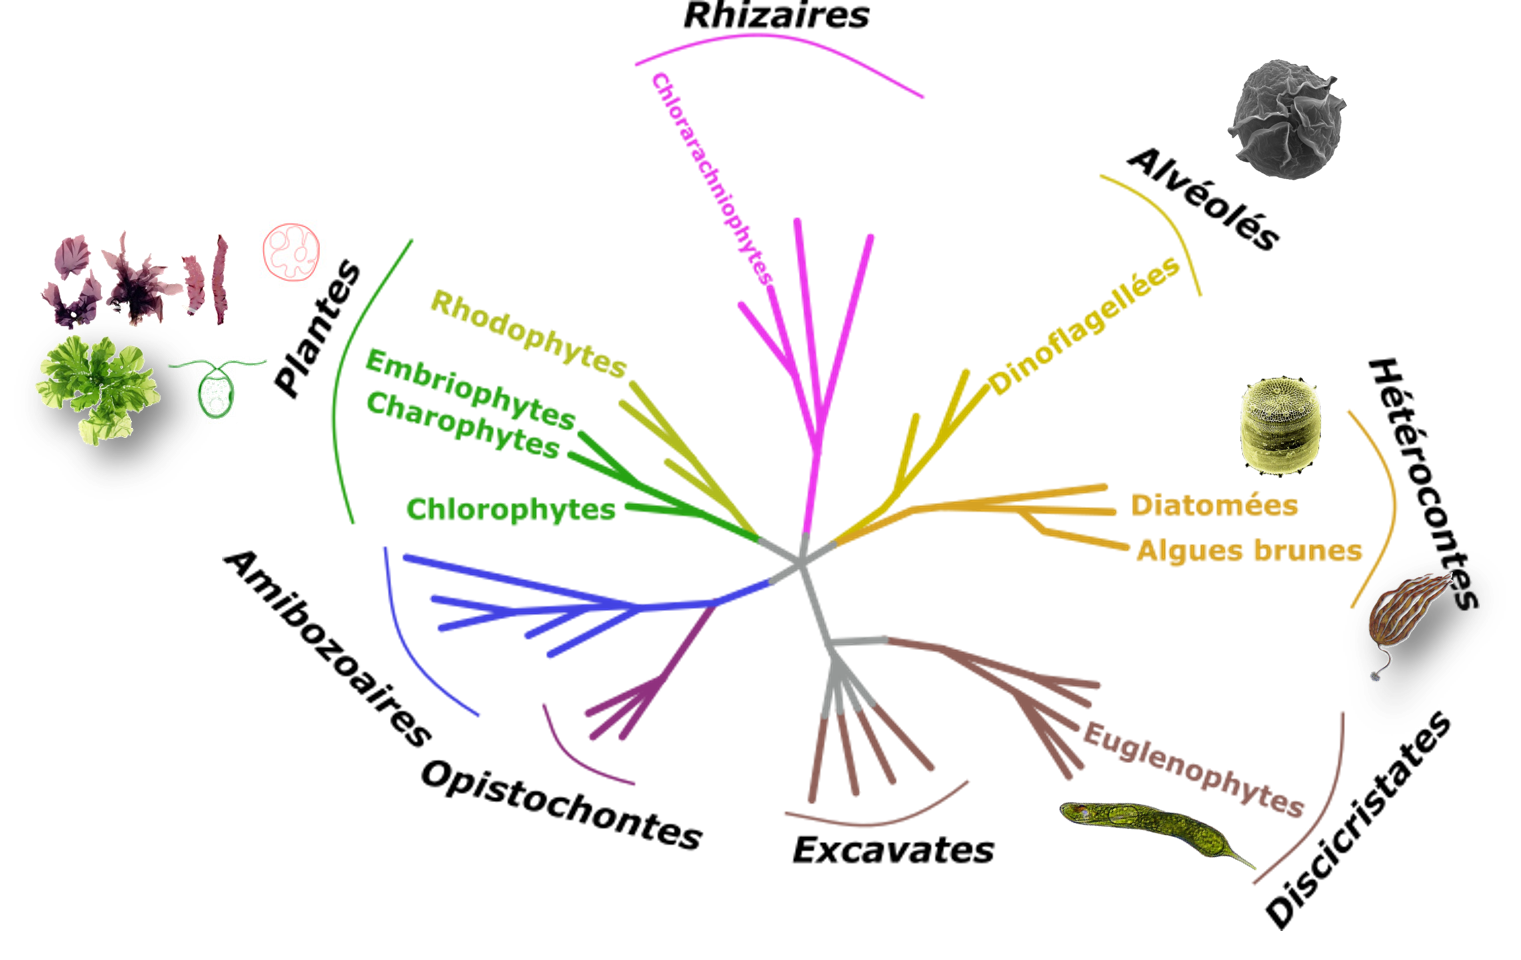 Rhizaires
Chlorarachniophytes
Alvéolés
Dinoflagellées
Plantes
Rhodophytes
Embriophytes
Charophytes
Chlorophytes
Hétérocontes
Diatomées
Algues brunes
Amibozoaires
Opistochontes
Excavates
Euglenophytes
Discicristates